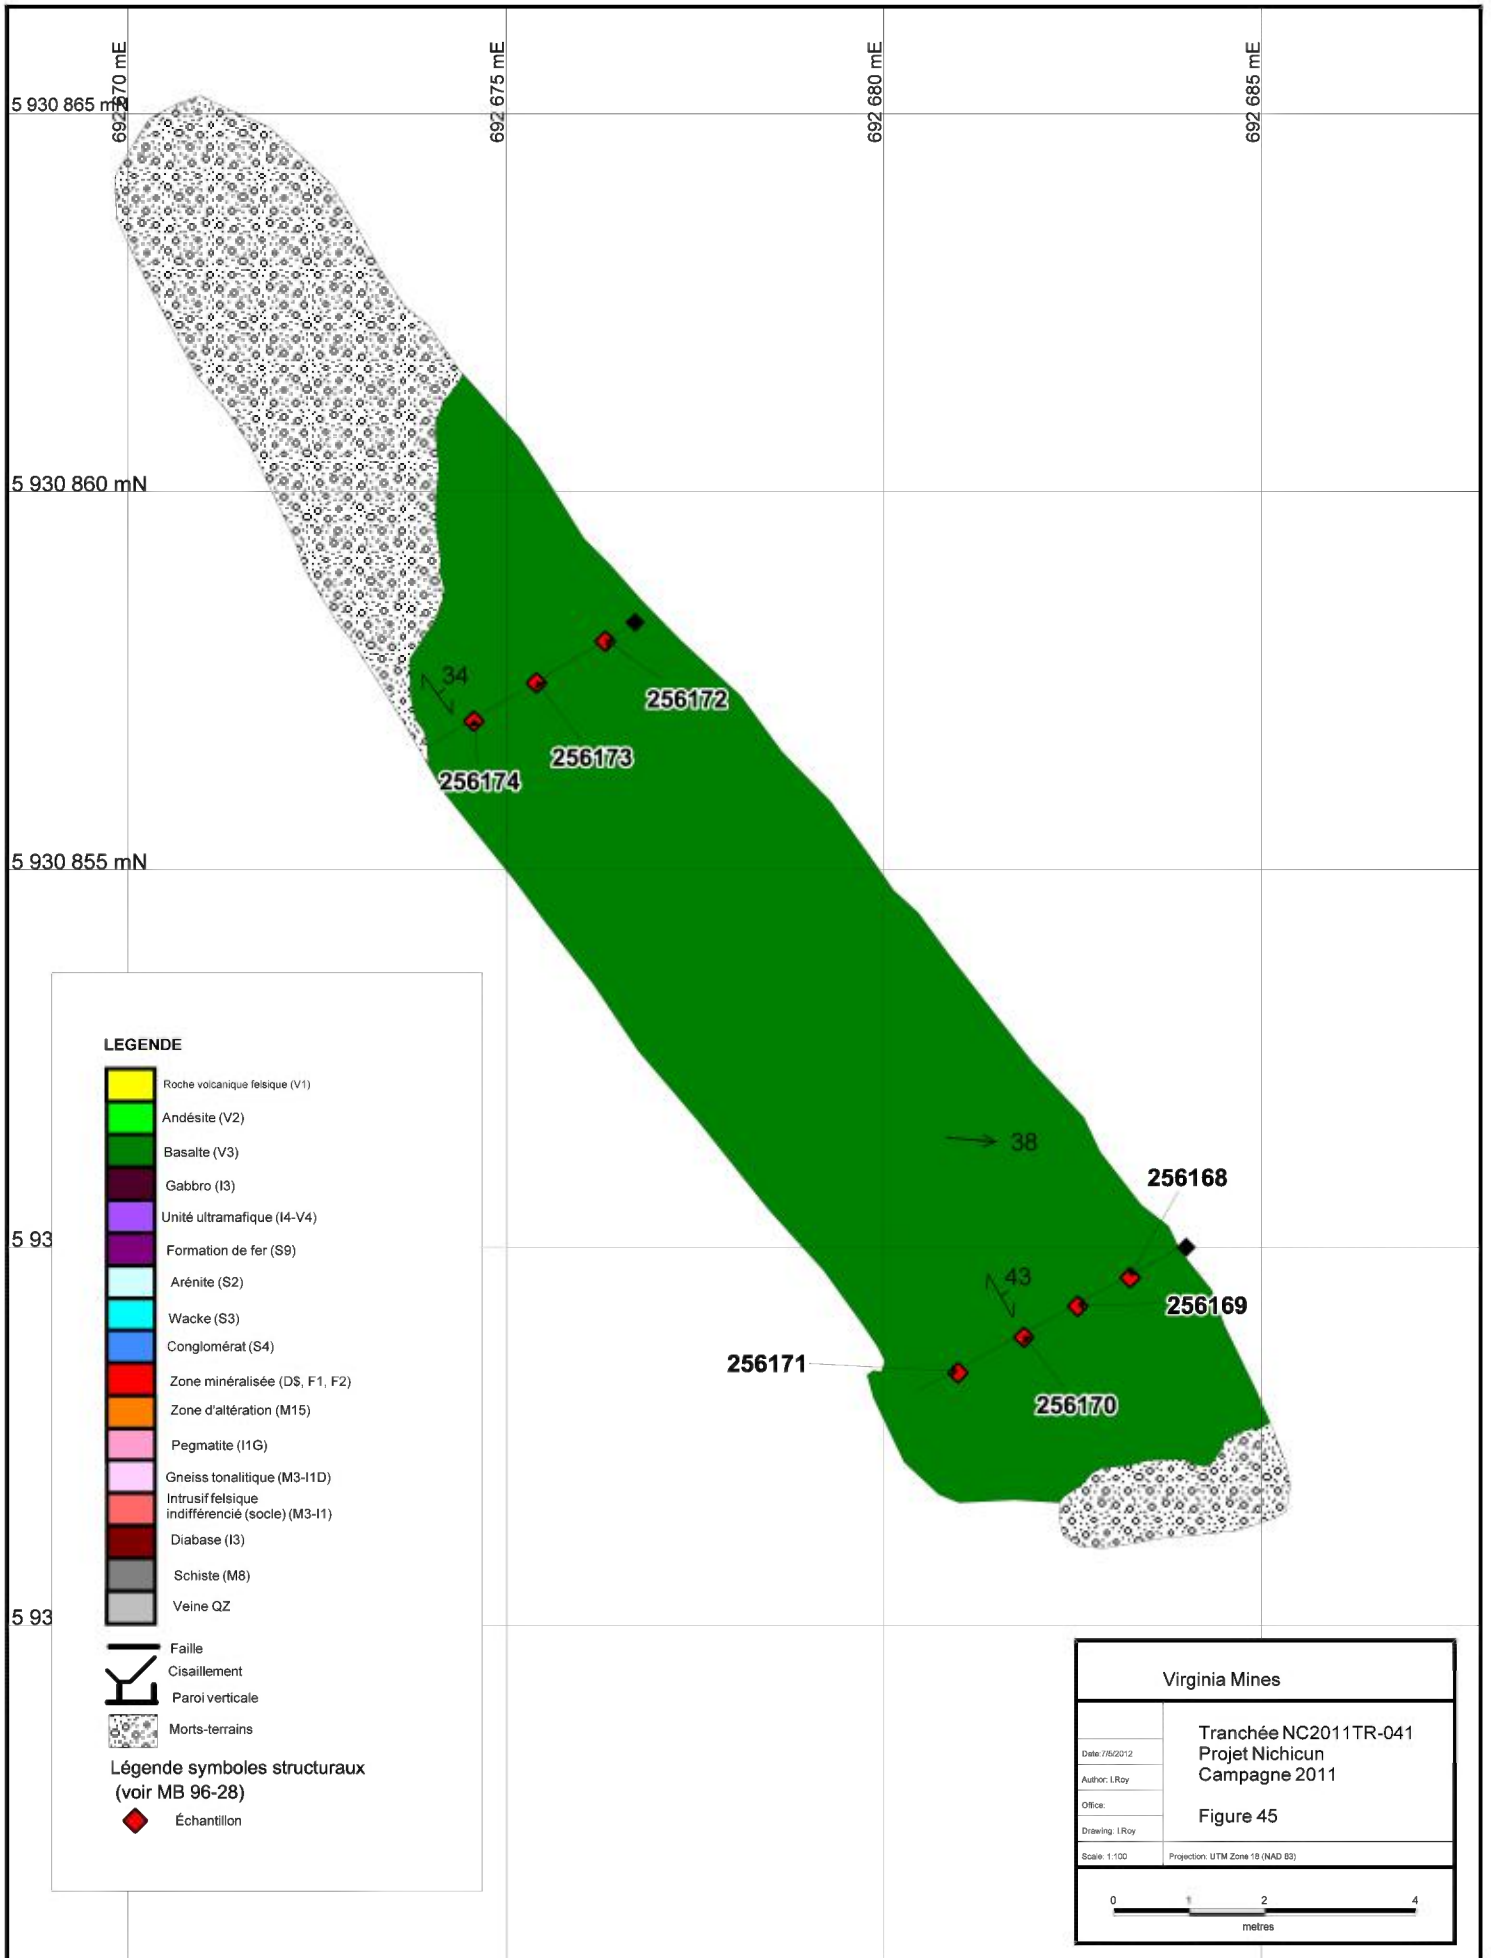 692 670 mE
692 675 mE
692 680 mE
692 685 mE
5 930 865 mN
5 930 860 mN
34
256172
256173
256174
5 930 855 mN
38
256168
5 93
43
256169
256171
256170
5 93
LEGENDE
Roche volcanique felsique (V1)
Andésite (V2)
Basalte (V3)
Gabbro (I3)
Unité ultramafique (I4-V4)
Formation de fer (S9)
Arénite (S2)
Wacke (S3)
Conglomérat (S4)
Zone minéralisée (D$, F1, F2)
Zone d'altération (M15)
Pegmatite (I1G)
Gneiss tonalitique (M3-I1D)
Intrusif felsique
indifférencié (socle) (M3-I1)
Diabase (I3)
Schiste (M8)
Veine QZ
Faille
Cisaillement
Paroi verticale
Morts-terrains
Légende symboles structuraux
(voir MB 96-28)
Échantillon
Virginia Mines
Tranchée NC2011TR-041
Projet Nichicun
Campagne 2011
Figure 45
Date:7/5/2012
Author: I.Roy
Office:
Drawing: I.Roy
Scale: 1:100
Projection: UTM Zone 18 (NAD 83)
0 1 2 4
metres